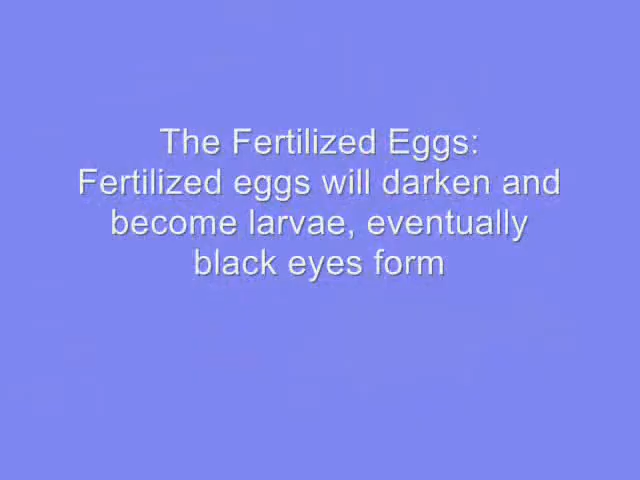 The Fertilized Eggs:
Fertilized eggs will darken and
become larvae, eventually
black eyes form